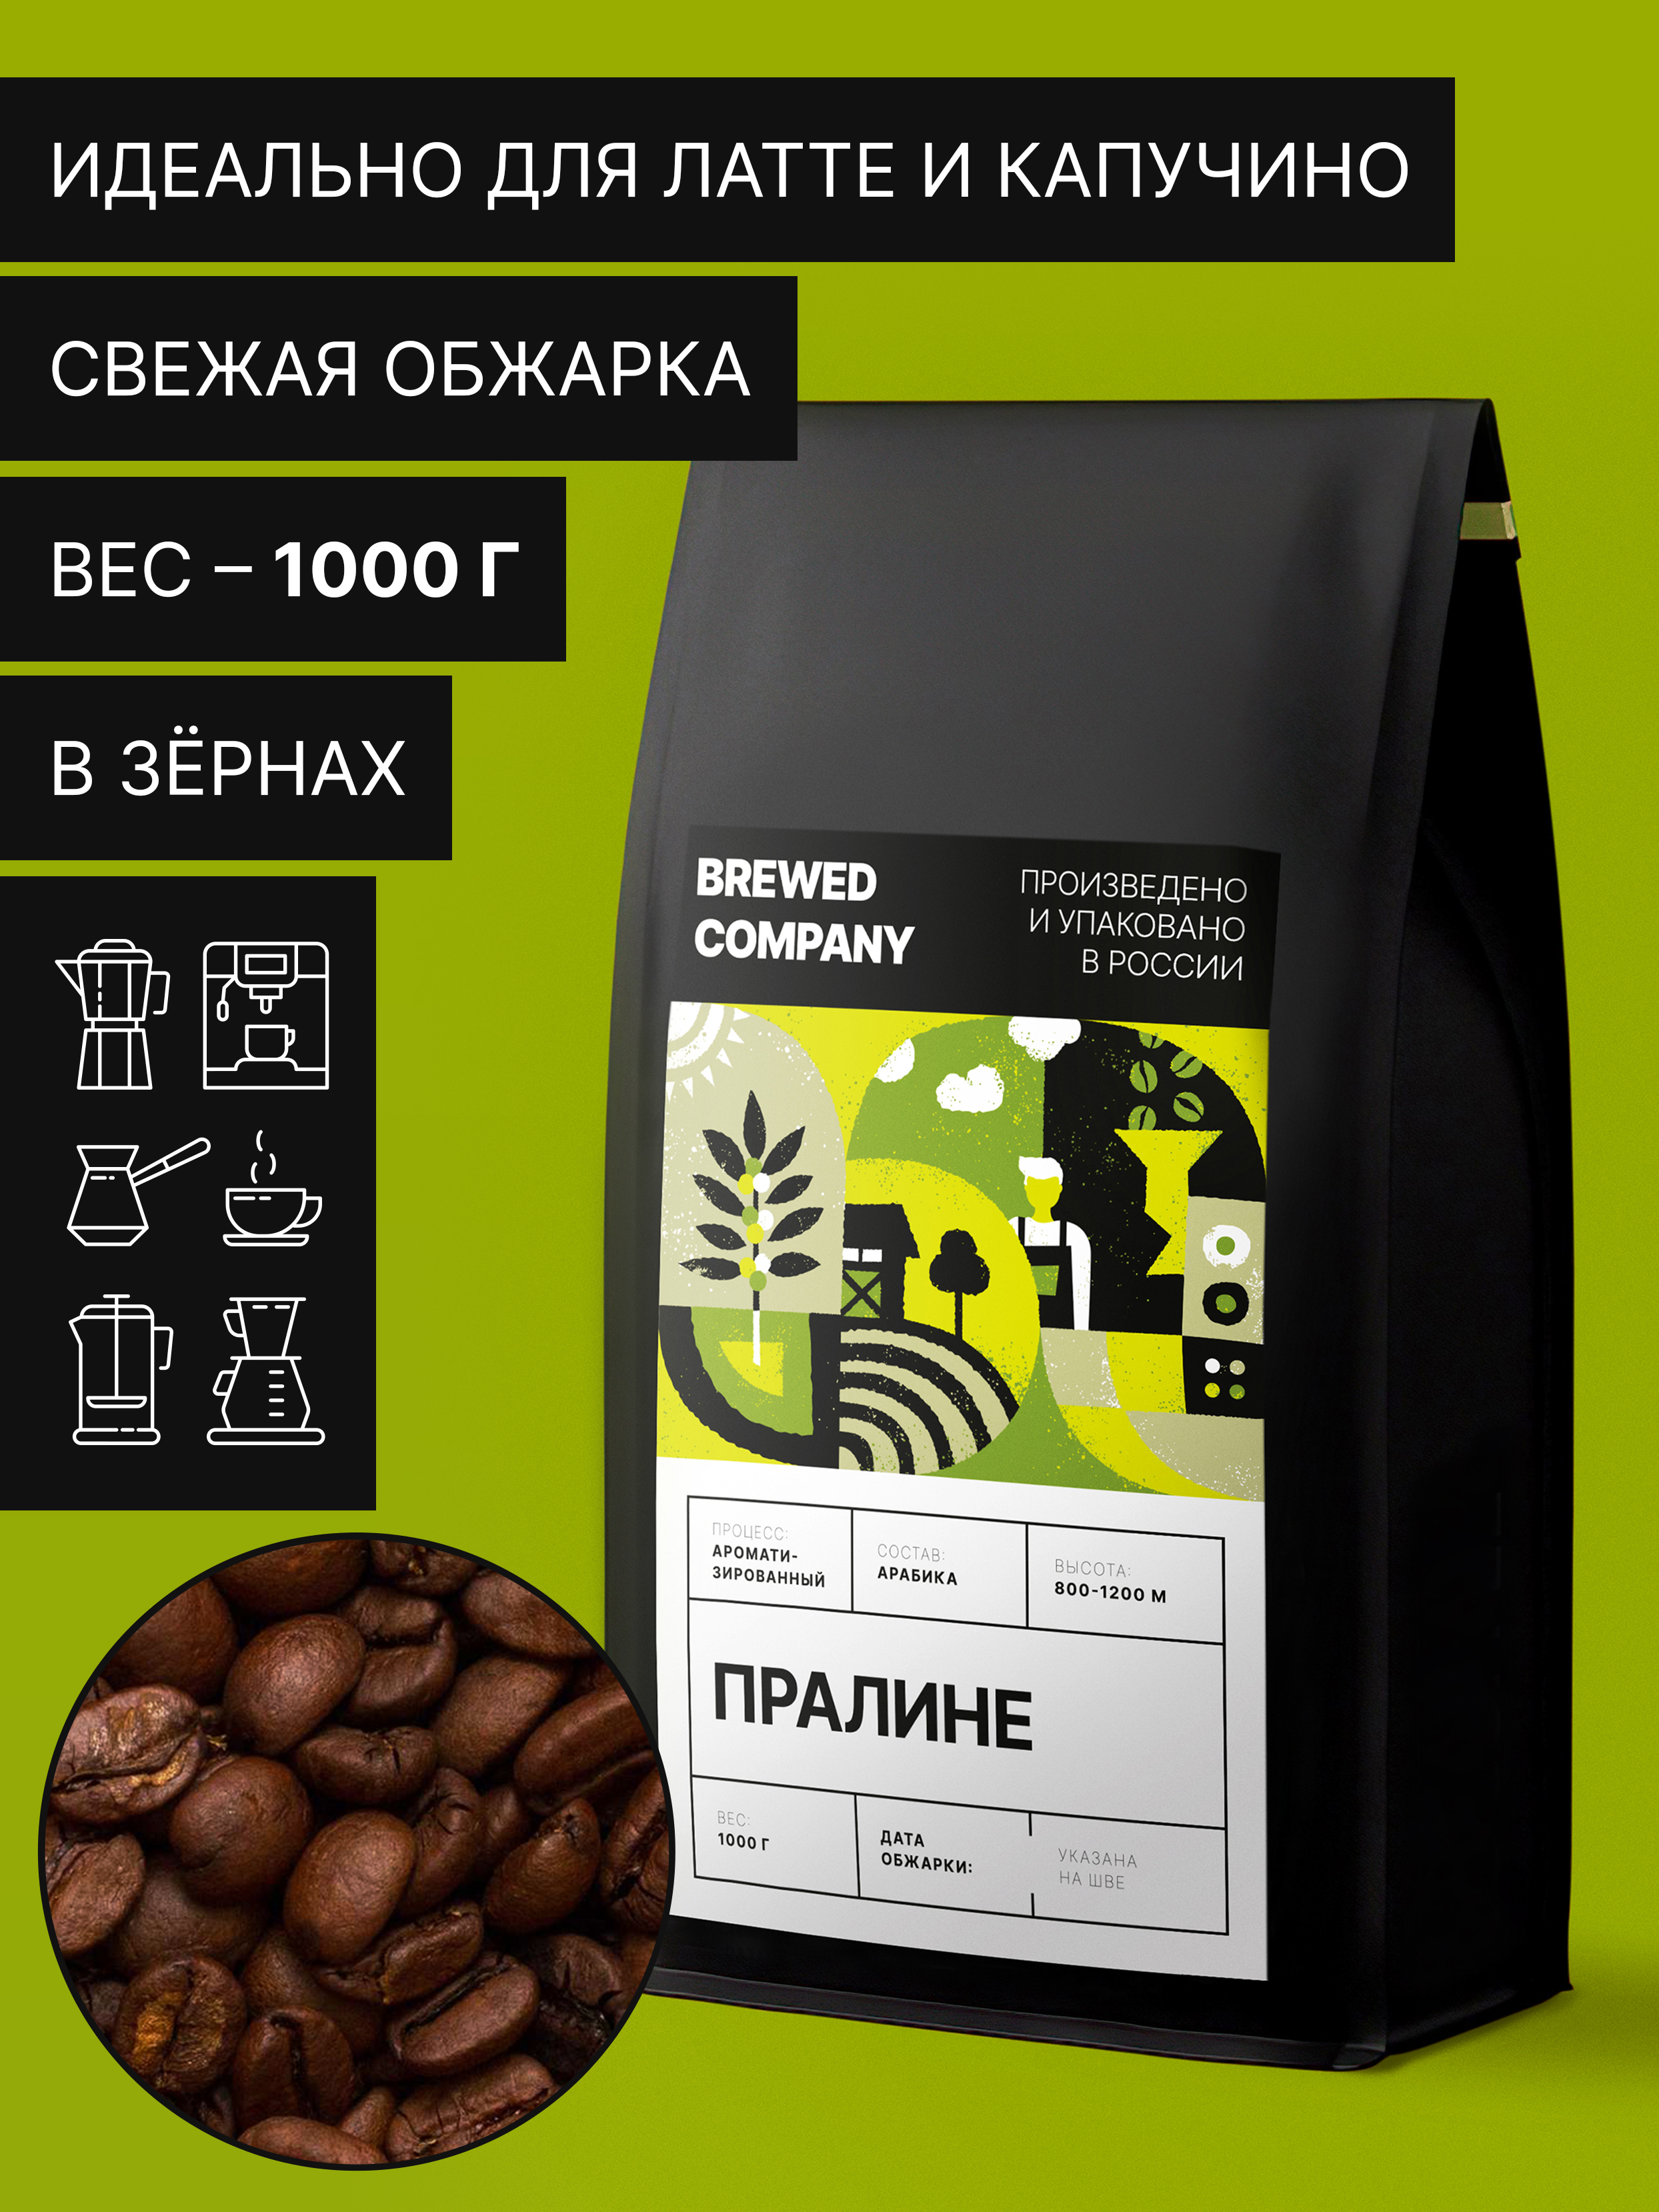 ИДЕАЛЬНО ДЛЯ ЛАТТЕ И КАПУЧИНО
СВЕЖАЯ ОБЖАРКА
ВЕС – 1000 Г
В ЗЁРНАХ
BREWED
COMPANY
ПРОИЗВЕДЕНО
И УПАКОВАНО
В РОССИИ
ПРОЦЕСС:
АРОМАТИ-
ЗИРОВАННЫЙ
СОСТАВ:
АРАБИКА
ВЫСОТА:
800-1200 М
ПРАЛИНЕ
ВЕС:
1000 Г
ДАТА
ОБЖАРКИ:
УКАЗАНА
НА ШВЕ